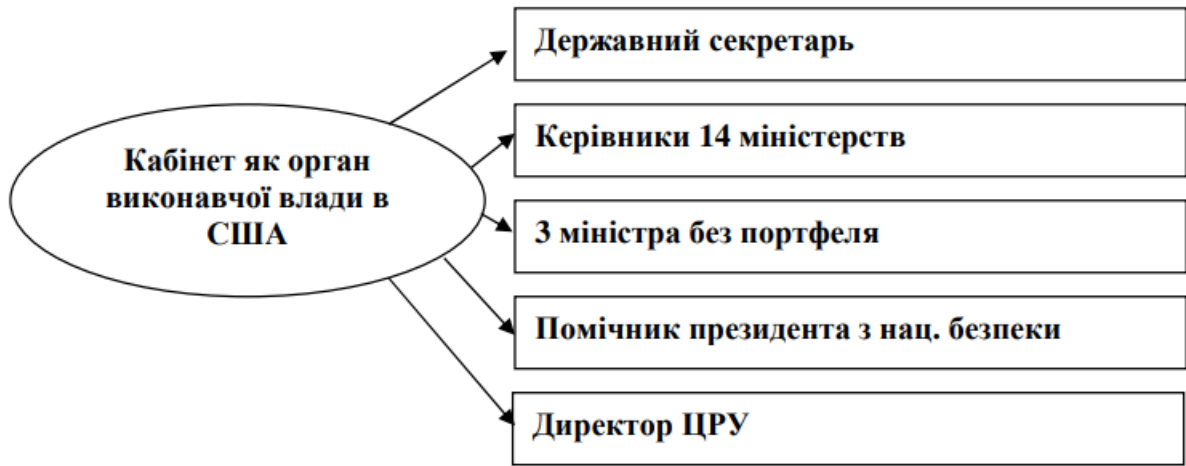 Кабінет як орган
виконавчої влади в
США
Державний секретарь
Керівники 14 міністерств
3 міністра без портфеля
Помічник президента з нац. безпеки
Директор ЦРУ